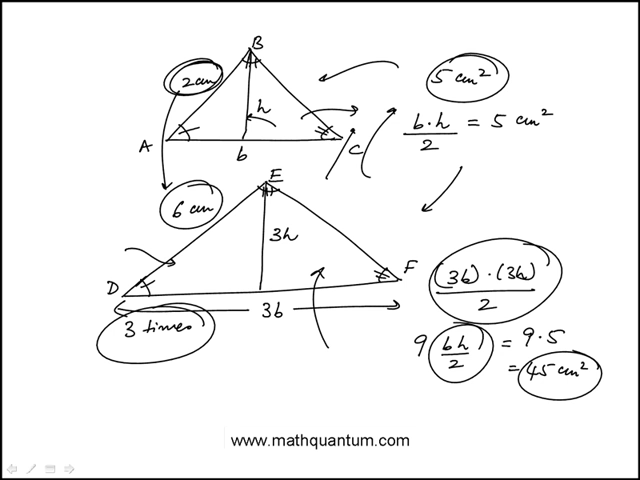 B
2cm
5 cm²
h
b·h/2 = 5 cm²
A
b
C
E
6 cm
3h
F
D
(3b)·(3h)/2
3b
3 times
9 (bh/2) = 9·5
= 45 cm²
www.mathquantum.com